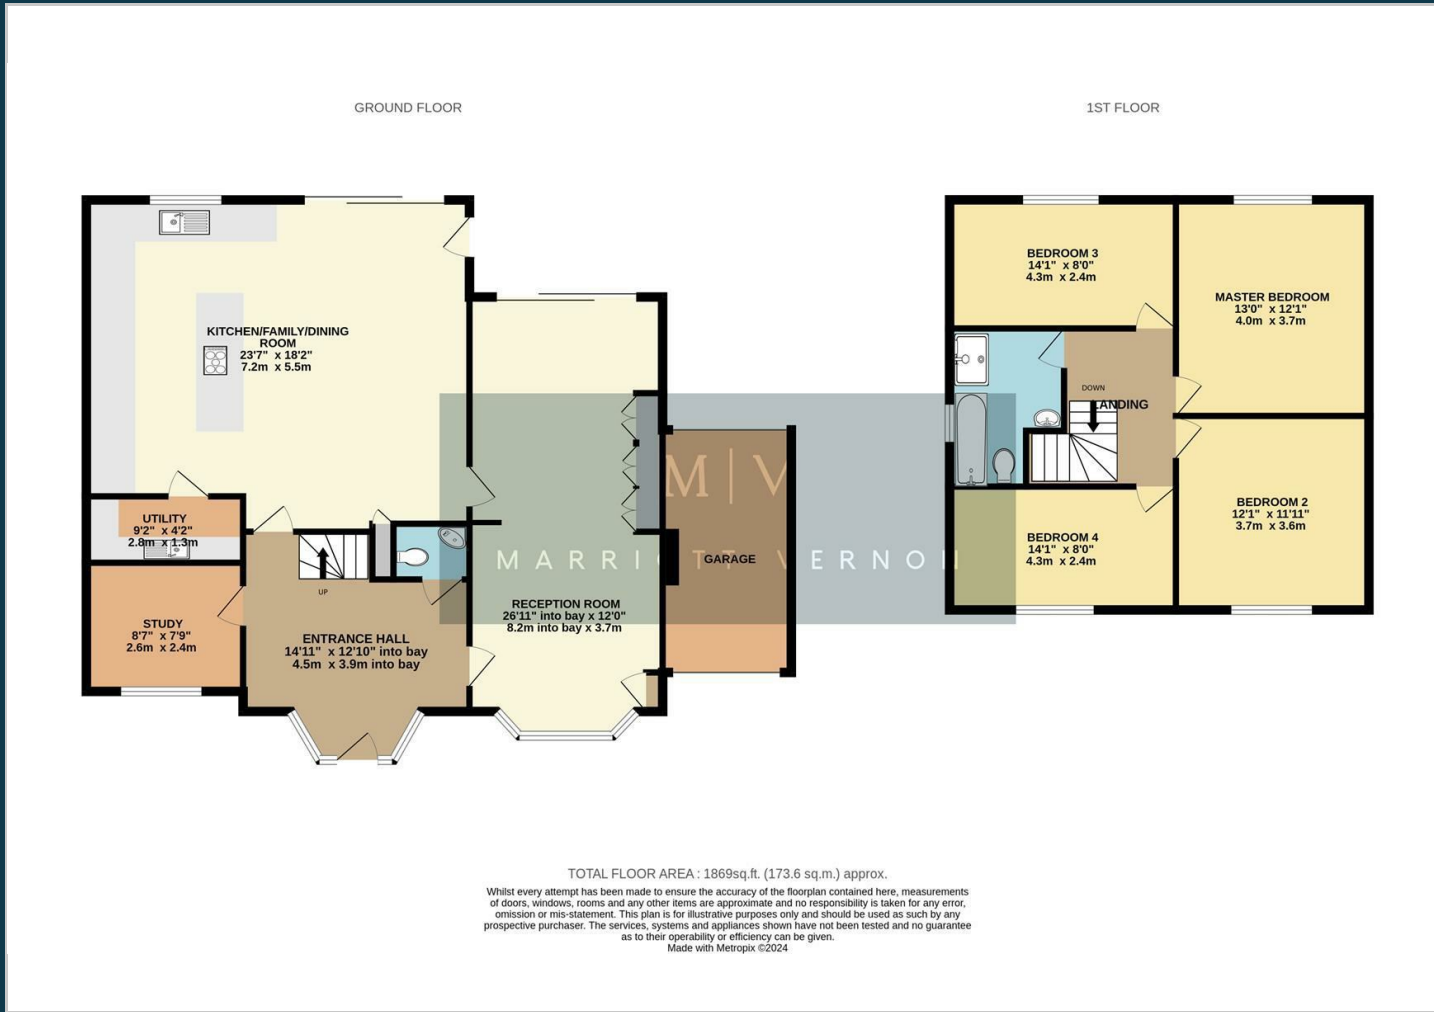 GROUND FLOOR
1ST FLOOR
KITCHEN/FAMILY/DINING
ROOM
23'7" x 18'2"
7.2m x 5.5m
UTILITY
9'2" x 4'2"
2.8m x 1.3m
STUDY
8'7" x 7'9"
2.6m x 2.4m
UP
ENTRANCE HALL
14'11" x 12'10" into bay
4.5m x 3.9m into bay
RECEPTION ROOM
26'11" into bay x 12'0"
8.2m into bay x 3.7m
GARAGE
M|V
MARRIOTT VERNON
BEDROOM 3
14'1" x 8'0"
4.3m x 2.4m
MASTER BEDROOM
13'0" x 12'1"
4.0m x 3.7m
DOWN
LANDING
BEDROOM 2
12'1" x 11'11"
3.7m x 3.6m
BEDROOM 4
14'1" x 8'0"
4.3m x 2.4m
TOTAL FLOOR AREA : 1869sq.ft. (173.6 sq.m.) approx.
Whilst every attempt has been made to ensure the accuracy of the floorplan contained here, measurements
of doors, windows, rooms and any other items are approximate and no responsibility is taken for any error,
omission or mis-statement. This plan is for illustrative purposes only and should be used as such by any
prospective purchaser. The services, systems and appliances shown have not been tested and no guarantee
as to their operability or efficiency can be given.
Made with Metropix ©2024